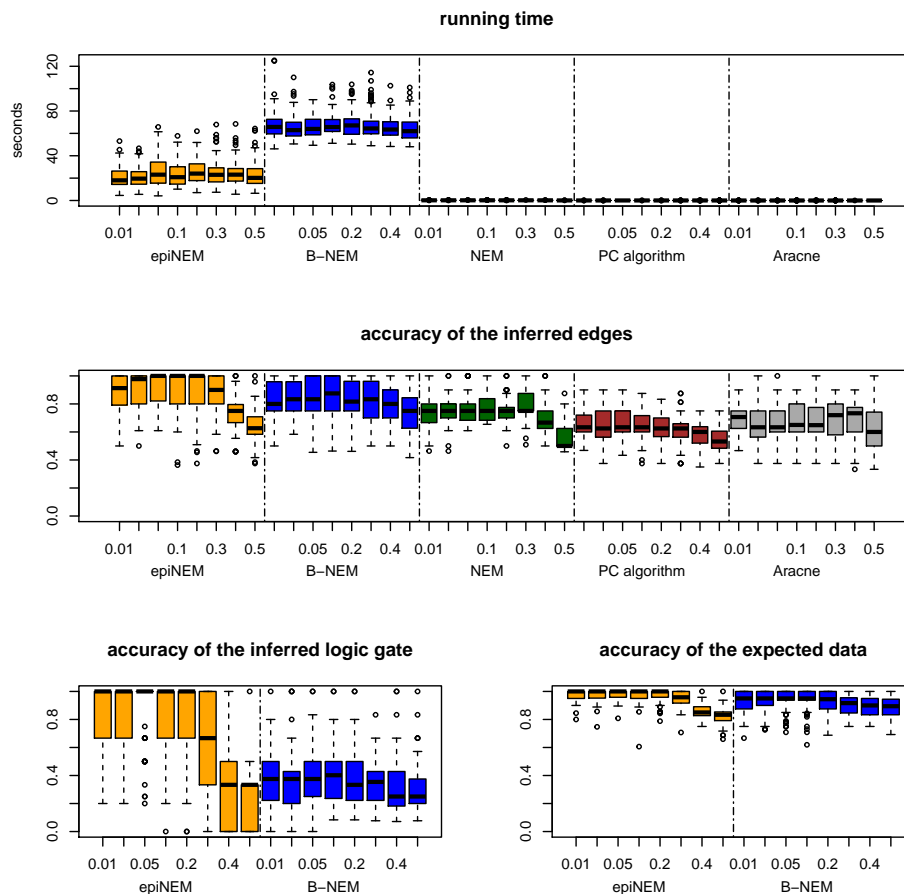 running time
seconds
120
80
40
0
0.01 0.1 0.3 0.5 0.05 0.2 0.4 0.01 0.1 0.3 0.5 0.05 0.2 0.4 0.01 0.1 0.3 0.5
epiNEM B−NEM NEM PC algorithm Aracne
accuracy of the inferred edges
0.8
0.4
0.0
0.01 0.1 0.3 0.5 0.05 0.2 0.4 0.01 0.1 0.3 0.5 0.05 0.2 0.4 0.01 0.1 0.3 0.5
epiNEM B−NEM NEM PC algorithm Aracne
accuracy of the inferred logic gate
0.8
0.4
0.0
0.01 0.05 0.2 0.4 0.01 0.05 0.2 0.4
epiNEM B−NEM
accuracy of the expected data
0.8
0.4
0.0
0.01 0.05 0.2 0.4 0.01 0.05 0.2 0.4
epiNEM B−NEM